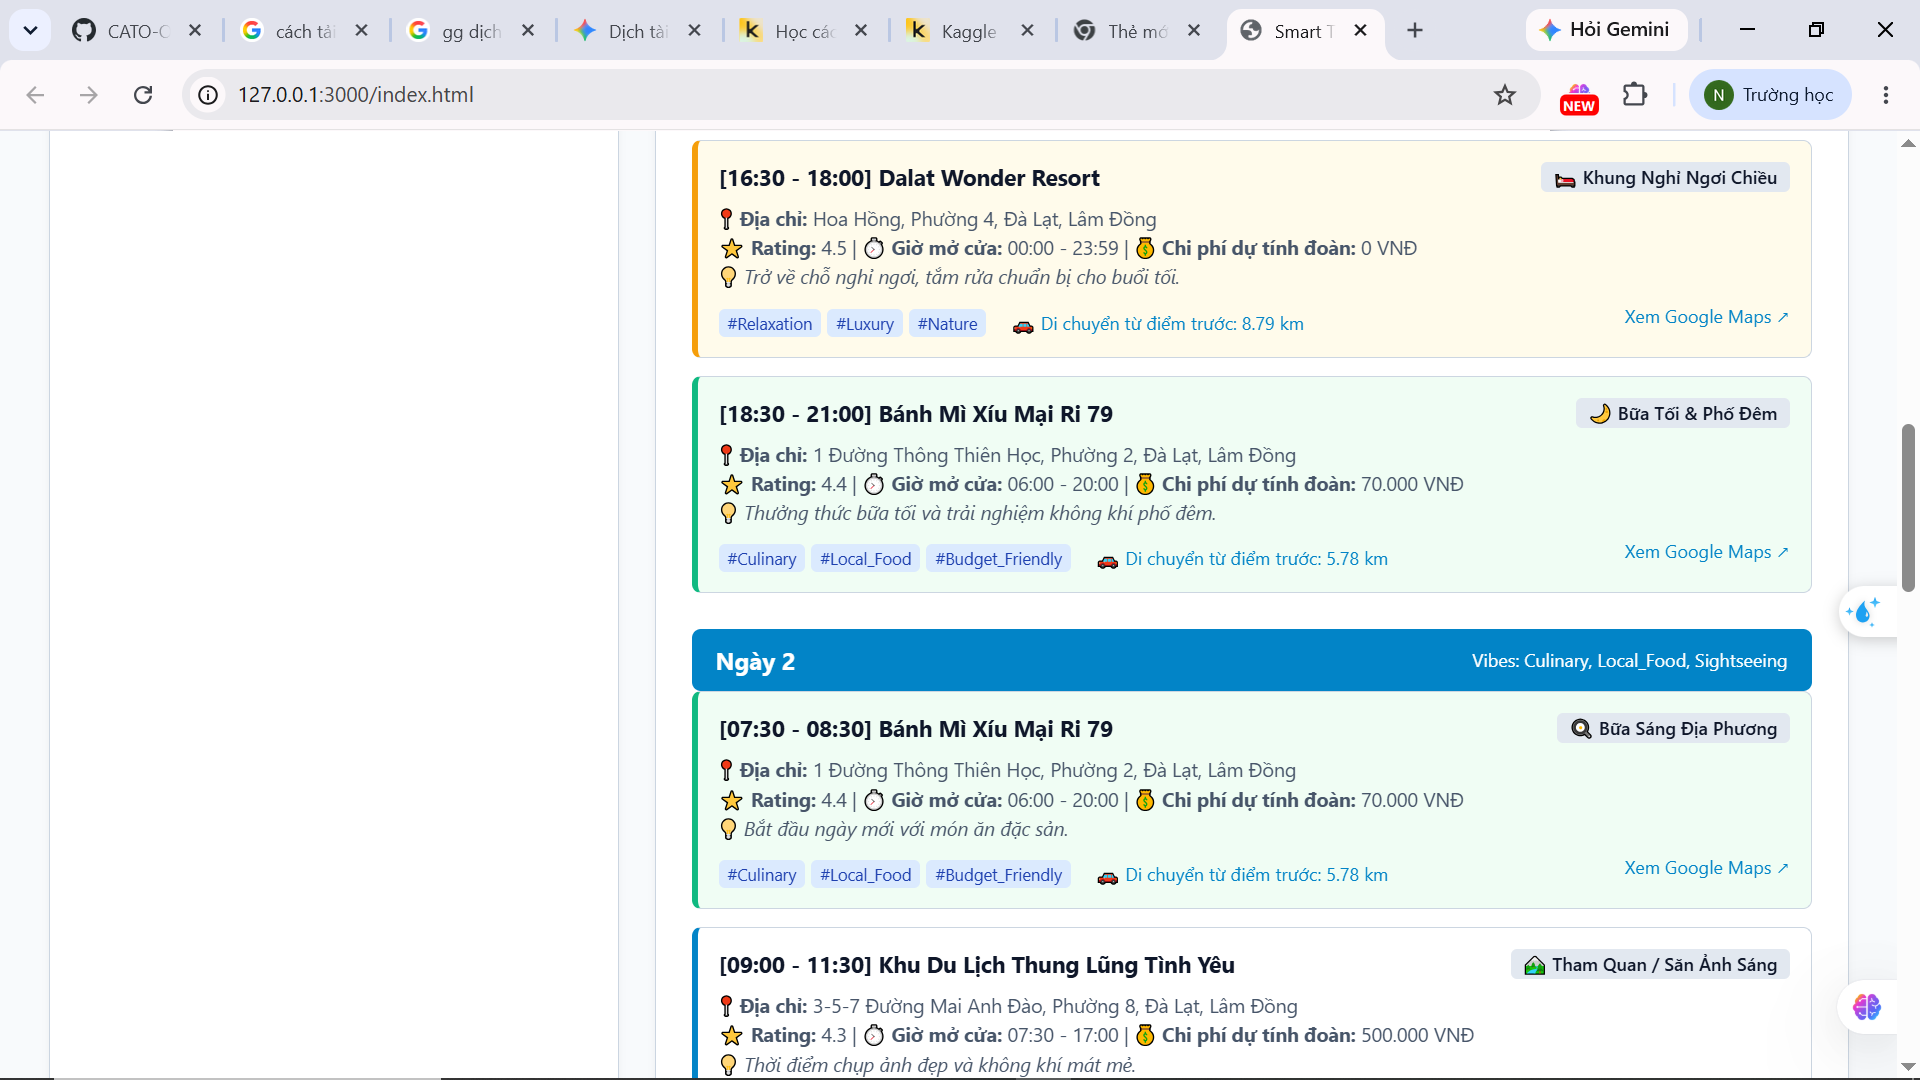 CATO-C
cách tải
gg dịch
Dịch tài
Học các
Kaggle
Thẻ mớ
Smart T
Hỏi Gemini
127.0.0.1:3000/index.html
NEW
N
Trường học
[16:30 - 18:00] Dalat Wonder Resort
Khung Nghỉ Ngơi Chiều
Địa chỉ: Hoa Hồng, Phường 4, Đà Lạt, Lâm Đồng
Rating: 4.5 | Giờ mở cửa: 00:00 - 23:59 | Chi phí dự tính đoàn: 0 VNĐ
Trở về chỗ nghỉ ngơi, tắm rửa chuẩn bị cho buổi tối.
#Relaxation #Luxury #Nature Di chuyển từ điểm trước: 8.79 km
Xem Google Maps ↗
[18:30 - 21:00] Bánh Mì Xíu Mại Ri 79
Bữa Tối & Phố Đêm
Địa chỉ: 1 Đường Thông Thiên Học, Phường 2, Đà Lạt, Lâm Đồng
Rating: 4.4 | Giờ mở cửa: 06:00 - 20:00 | Chi phí dự tính đoàn: 70.000 VNĐ
Thưởng thức bữa tối và trải nghiệm không khí phố đêm.
#Culinary #Local_Food #Budget_Friendly Di chuyển từ điểm trước: 5.78 km
Xem Google Maps ↗
Ngày 2
Vibes: Culinary, Local_Food, Sightseeing
[07:30 - 08:30] Bánh Mì Xíu Mại Ri 79
Bữa Sáng Địa Phương
Địa chỉ: 1 Đường Thông Thiên Học, Phường 2, Đà Lạt, Lâm Đồng
Rating: 4.4 | Giờ mở cửa: 06:00 - 20:00 | Chi phí dự tính đoàn: 70.000 VNĐ
Bắt đầu ngày mới với món ăn đặc sản.
#Culinary #Local_Food #Budget_Friendly Di chuyển từ điểm trước: 5.78 km
Xem Google Maps ↗
[09:00 - 11:30] Khu Du Lịch Thung Lũng Tình Yêu
Tham Quan / Săn Ảnh Sáng
Địa chỉ: 3-5-7 Đường Mai Anh Đào, Phường 8, Đà Lạt, Lâm Đồng
Rating: 4.3 | Giờ mở cửa: 07:30 - 17:00 | Chi phí dự tính đoàn: 500.000 VNĐ
Thời điểm chụp ảnh đẹp và không khí mát mẻ.